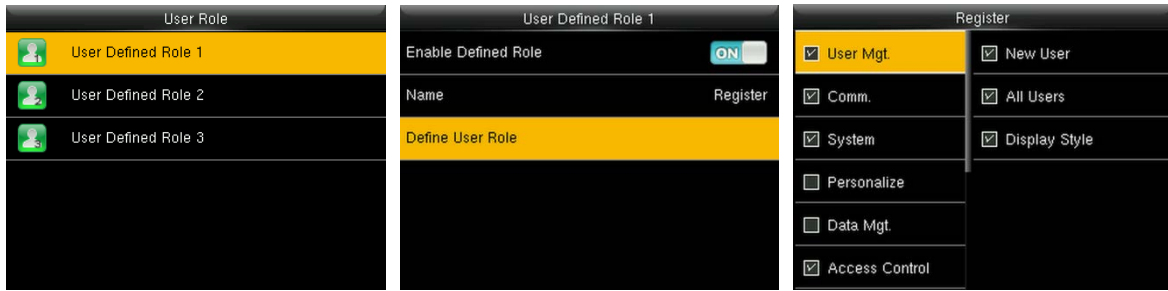 User Role
User Defined Role 1
User Defined Role 2
User Defined Role 3
User Defined Role 1
Enable Defined Role ON
Name Register
Define User Role
Register
User Mgt. New User
Comm. All Users
System Display Style
Personalize
Data Mgt.
Access Control